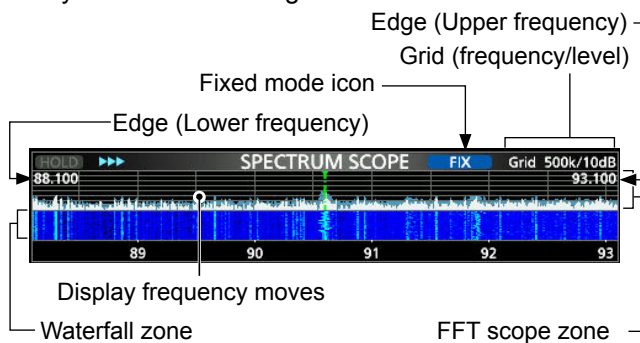 Edge (Upper frequency)
Grid (frequency/level)
Fixed mode icon
Edge (Lower frequency)
HOLD SPECTRUM SCOPE FIX Grid 500k/10dB
88.100 93.100
89 90 91 92 93
Display frequency moves
Waterfall zone FFT scope zone